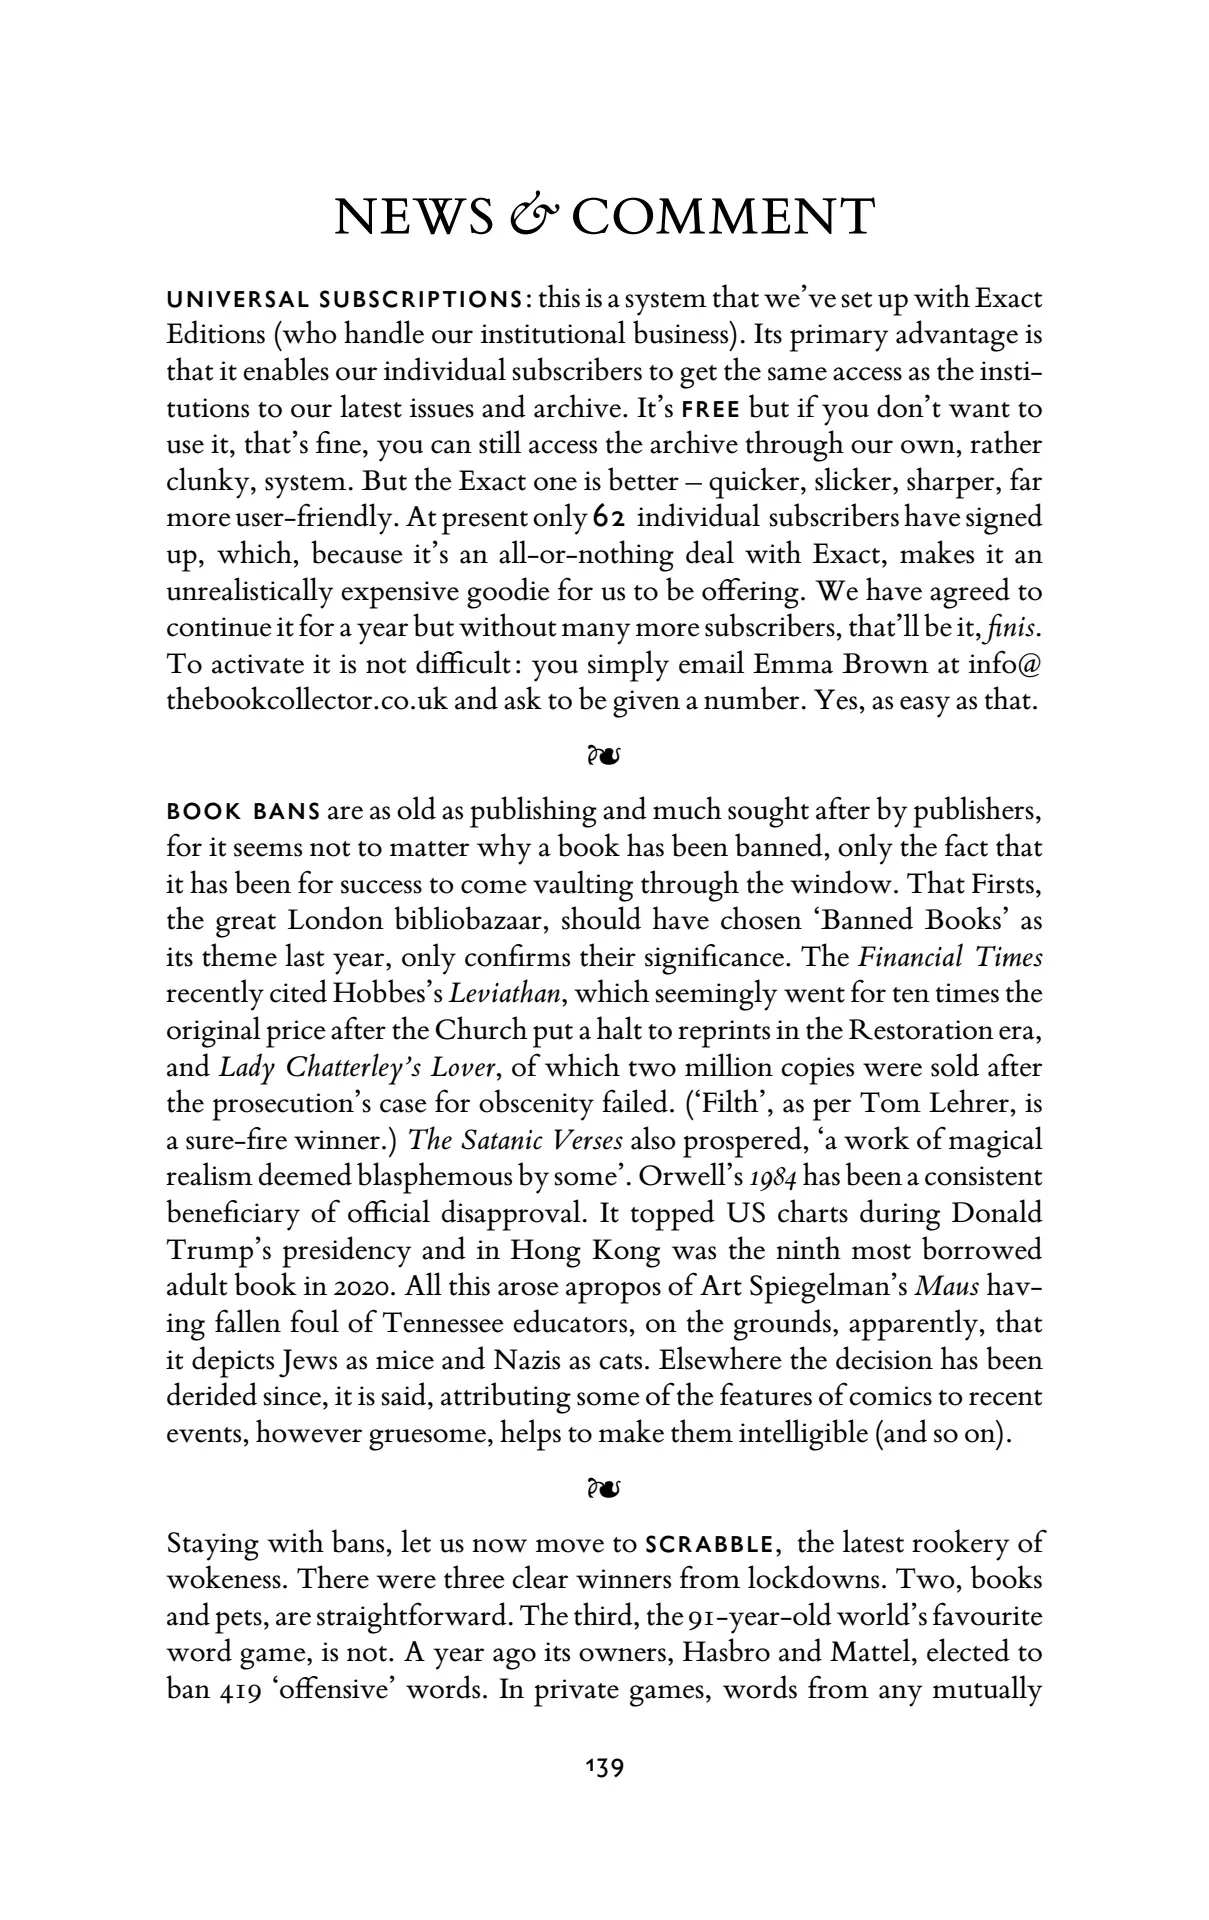 NEWS & COMMENT
UNIVERSAL SUBSCRIPTIONS: this is a system that we’ve set up with Exact
Editions (who handle our institutional business). Its primary advantage is
that it enables our individual subscribers to get the same access as the insti-
tutions to our latest issues and archive. It’s FREE but if you don’t want to
use it, that’s fine, you can still access the archive through our own, rather
clunky, system. But the Exact one is better – quicker, slicker, sharper, far
more user-friendly. At present only 62 individual subscribers have signed
up, which, because it’s an all-or-nothing deal with Exact, makes it an
unrealistically expensive goodie for us to be offering. We have agreed to
continue it for a year but without many more subscribers, that’ll be it, finis.
To activate it is not difficult: you simply email Emma Brown at info@
thebookcollector.co.uk and ask to be given a number. Yes, as easy as that.
❧
BOOK BANS are as old as publishing and much sought after by publishers,
for it seems not to matter why a book has been banned, only the fact that
it has been for success to come vaulting through the window. That Firsts,
the great London bibliobazaar, should have chosen ‘Banned Books’ as
its theme last year, only confirms their significance. The Financial Times
recently cited Hobbes’s Leviathan, which seemingly went for ten times the
original price after the Church put a halt to reprints in the Restoration era,
and Lady Chatterley’s Lover, of which two million copies were sold after
the prosecution’s case for obscenity failed. (‘Filth’, as per Tom Lehrer, is
a sure-fire winner.) The Satanic Verses also prospered, ‘a work of magical
realism deemed blasphemous by some’. Orwell’s 1984 has been a consistent
beneficiary of official disapproval. It topped US charts during Donald
Trump’s presidency and in Hong Kong was the ninth most borrowed
adult book in 2020. All this arose apropos of Art Spiegelman’s Maus hav-
ing fallen foul of Tennessee educators, on the grounds, apparently, that
it depicts Jews as mice and Nazis as cats. Elsewhere the decision has been
derided since, it is said, attributing some of the features of comics to recent
events, however gruesome, helps to make them intelligible (and so on).
❧
Staying with bans, let us now move to SCRABBLE, the latest rookery of
wokeness. There were three clear winners from lockdowns. Two, books
and pets, are straightforward. The third, the 91-year-old world’s favourite
word game, is not. A year ago its owners, Hasbro and Mattel, elected to
ban 419 ‘offensive’ words. In private games, words from any mutually
139